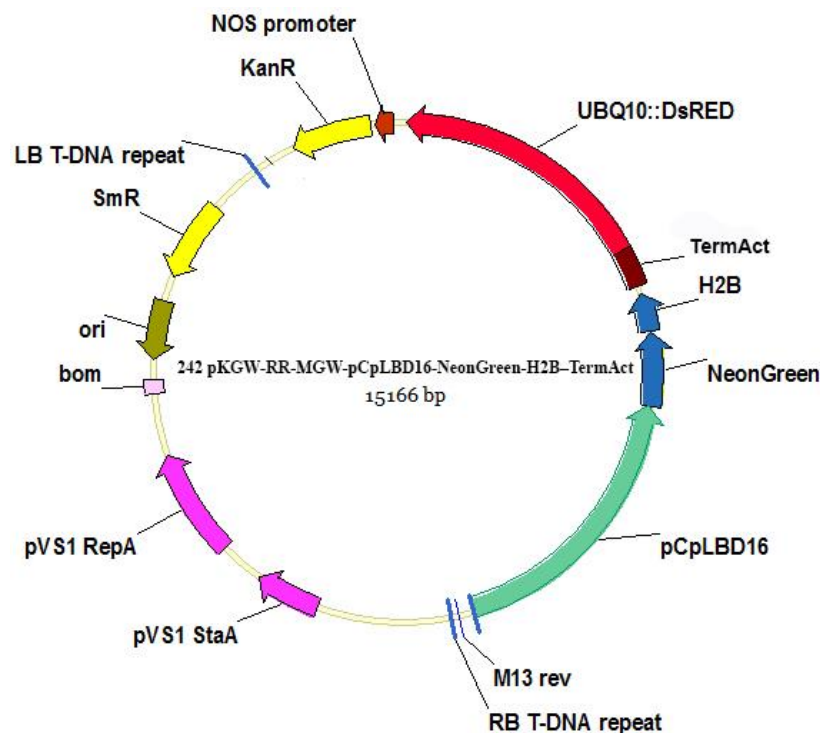 NOS promoter
KanR
UBQ10::DsRED
LB T-DNA repeat
SmR
TermAct
H2B
ori
242 pKGW-RR-MGW-pCpLBD16-NeonGreen-H2B–TermAct
bom
NeonGreen
15166 bp
pVS1 RepA
pCpLBD16
pVS1 StaA
M13 rev
RB T-DNA repeat